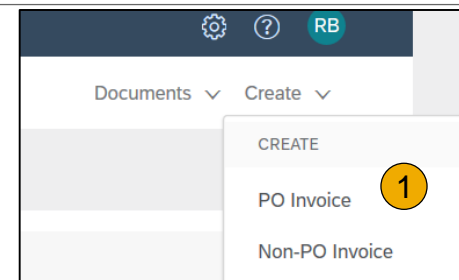 RB
Documents Create
CREATE
PO Invoice 1
Non-PO Invoice